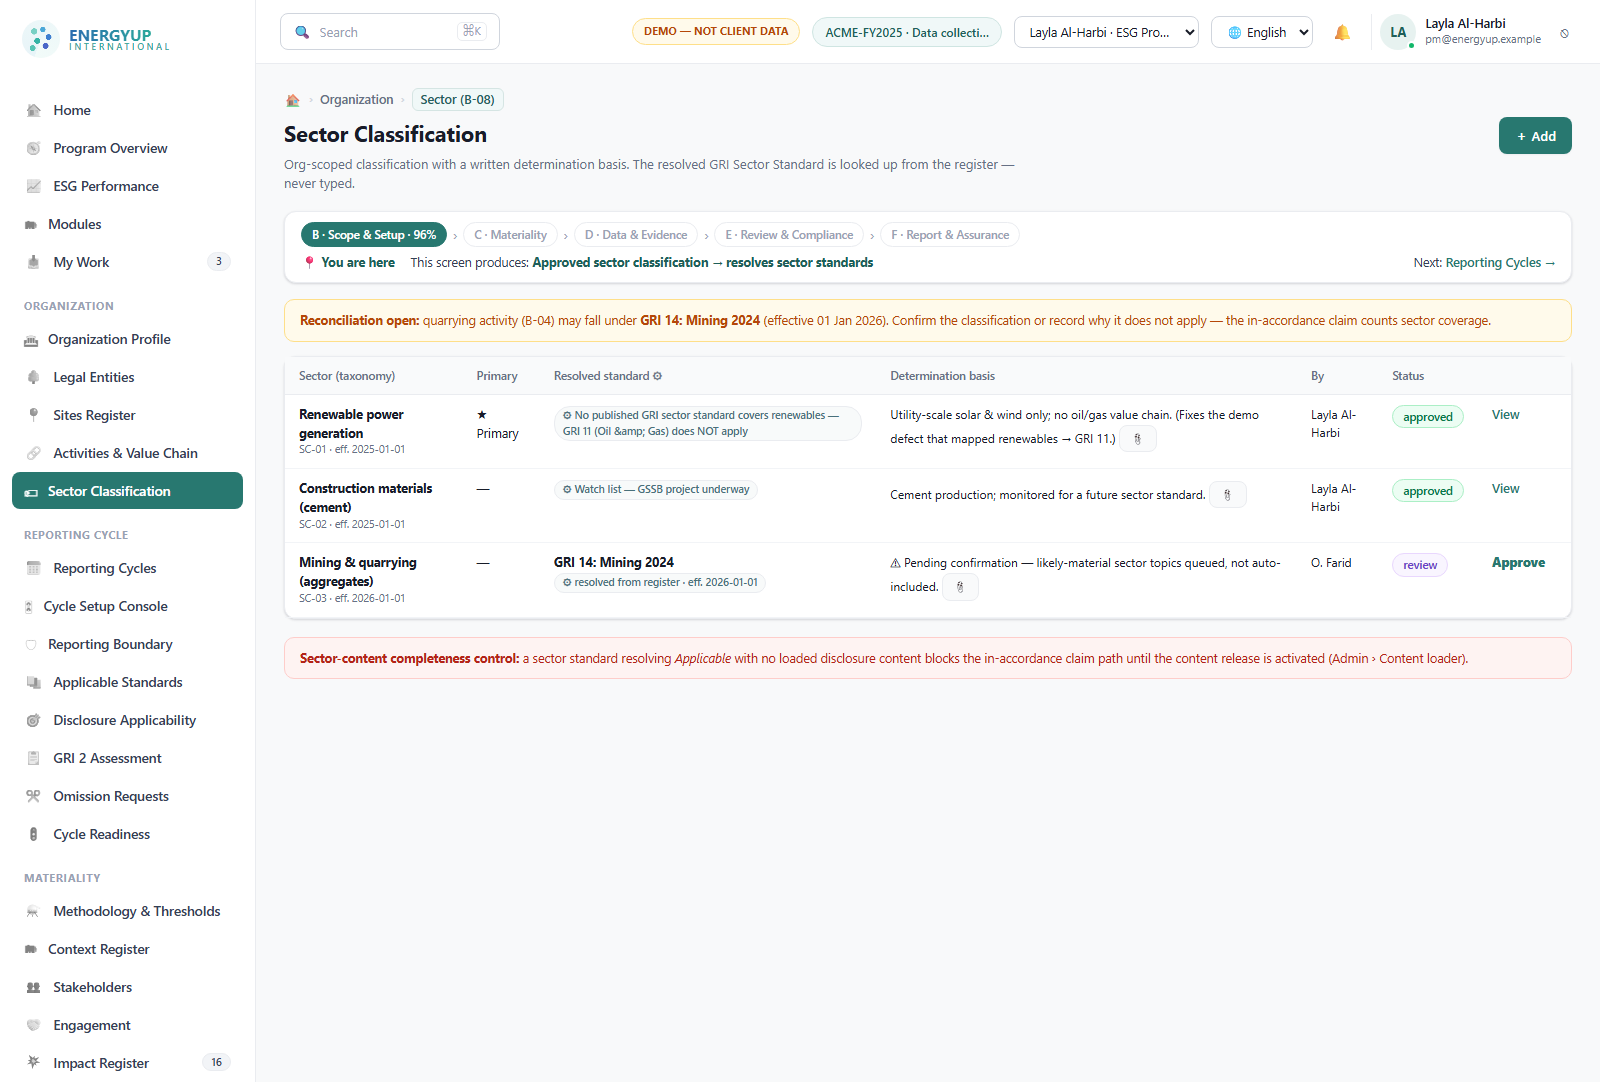 ENERGYUP
INTERNATIONAL
Search
⌘K
DEMO — NOT CLIENT DATA
ACME-FY2025 · Data collecti...
Layla Al-Harbi · ESG Pro...
English
LA
Layla Al-Harbi
pm@energyup.example
Home
Program Overview
ESG Performance
Modules
My Work
3
ORGANIZATION
Organization Profile
Legal Entities
Sites Register
Activities & Value Chain
Sector Classification
REPORTING CYCLE
Reporting Cycles
Cycle Setup Console
Reporting Boundary
Applicable Standards
Disclosure Applicability
GRI 2 Assessment
Omission Requests
Cycle Readiness
MATERIALITY
Methodology & Thresholds
Context Register
Stakeholders
Engagement
Impact Register
16
› Organization › Sector (B-08)
Sector Classification
Org-scoped classification with a written determination basis. The resolved GRI Sector Standard is looked up from the register —
never typed.
+ Add
B · Scope & Setup · 96% › C · Materiality › D · Data & Evidence › E · Review & Compliance › F · Report & Assurance
You are here This screen produces: Approved sector classification → resolves sector standards
Next: Reporting Cycles →
Reconciliation open: quarrying activity (B-04) may fall under GRI 14: Mining 2024 (effective 01 Jan 2026). Confirm the classification or record why it does not apply — the in-accordance claim counts sector coverage.
Sector (taxonomy) Primary Resolved standard ⚙ Determination basis By Status
Renewable power
generation
SC-01 · eff. 2025-01-01
★
Primary
⚙ No published GRI sector standard covers renewables —
GRI 11 (Oil &amp; Gas) does NOT apply
Utility-scale solar & wind only; no oil/gas value chain. (Fixes the demo
defect that mapped renewables → GRI 11.)
Layla Al-
Harbi
approved
View
Construction materials
(cement)
SC-02 · eff. 2025-01-01
—
⚙ Watch list — GSSB project underway
Cement production; monitored for a future sector standard.
Layla Al-
Harbi
approved
View
Mining & quarrying
(aggregates)
SC-03 · eff. 2026-01-01
—
GRI 14: Mining 2024
⚙ resolved from register · eff. 2026-01-01
⚠ Pending confirmation — likely-material sector topics queued, not auto-
included.
O. Farid
review
Approve
Sector-content completeness control: a sector standard resolving Applicable with no loaded disclosure content blocks the in-accordance claim path until the content release is activated (Admin › Content loader).